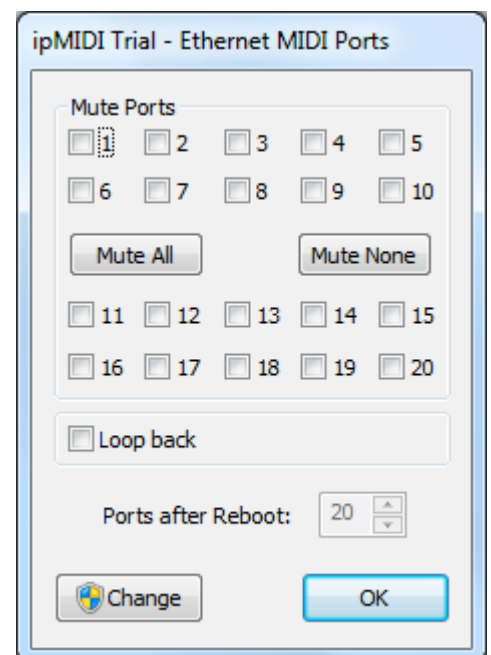 ipMIDI Trial - Ethernet MIDI Ports
Mute Ports
1 2 3 4 5
6 7 8 9 10
Mute All Mute None
11 12 13 14 15
16 17 18 19 20
Loop back
Ports after Reboot: 20
Change OK